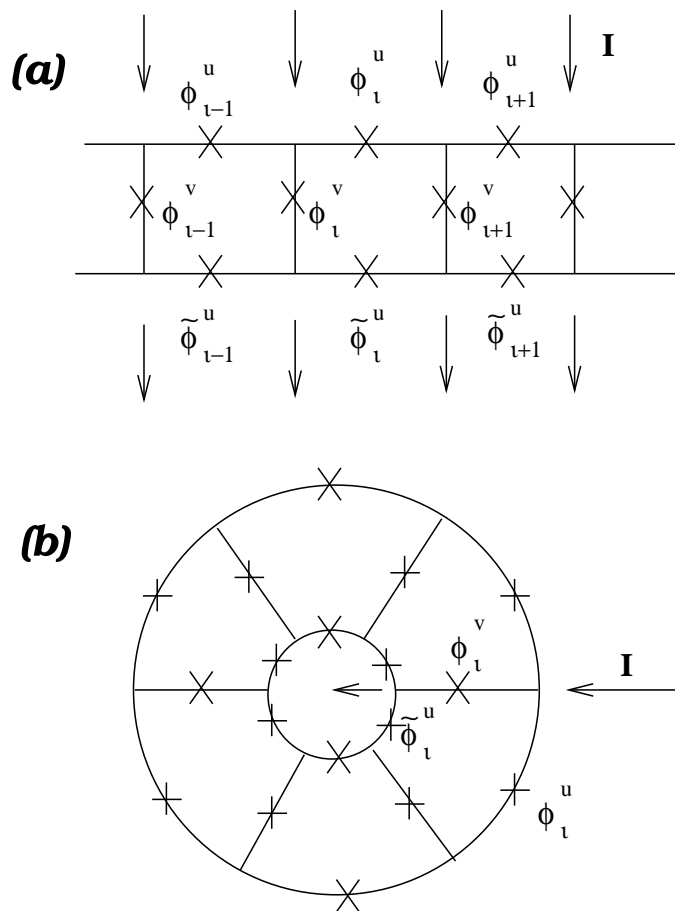 (a)
I
ϕ^u_{ι−1} ϕ^u_ι ϕ^u_{ι+1}
ϕ^v_{ι−1} ϕ^v_ι ϕ^v_{ι+1}
ϕ̃^u_{ι−1} ϕ̃^u_ι ϕ̃^u_{ι+1}
(b)
ϕ^v_ι
I
ϕ̃^u_ι
ϕ^u_ι